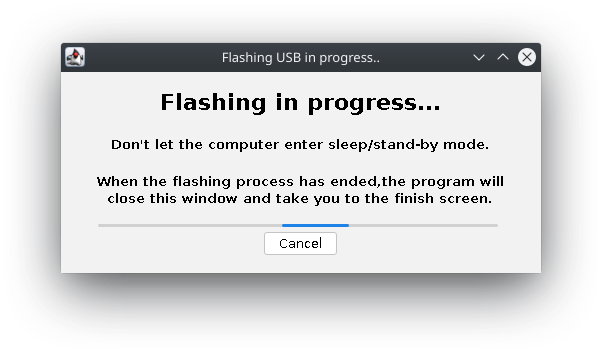 Flashing USB in progress..
Flashing in progress...
Don't let the computer enter sleep/stand-by mode.
When the flashing process has ended,the program will
close this window and take you to the finish screen.
Cancel